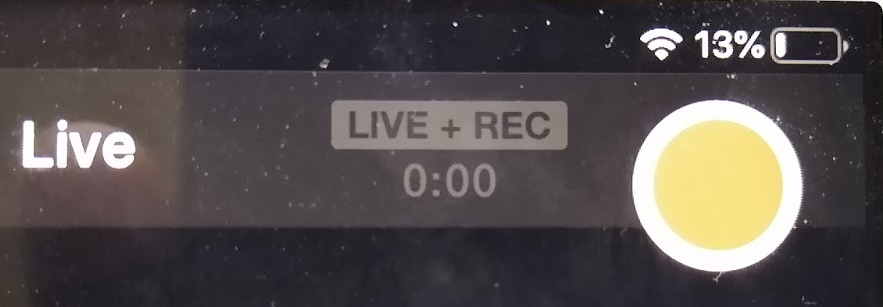 13%
Live
LIVE + REC
0:00